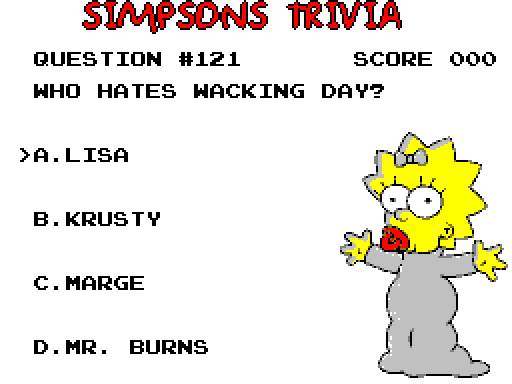 SIMPSONS TRIVIA
QUESTION #121 SCORE 000
WHO HATES WACKING DAY?
>A.LISA
B.KRUSTY
C.MARGE
D.MR. BURNS